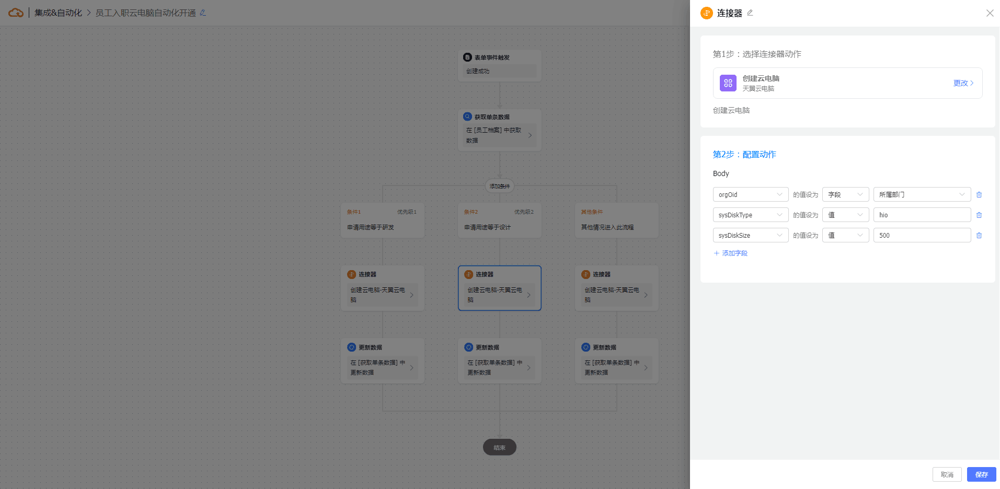 集成&自动化 > 员工入职云电脑自动化开通
表单事件触发
创建成功
获取单条数据
在 [员工档案] 中获取
数据
添加条件
条件1 优先级1
申请用途等于研发
条件2 优先级2
申请用途等于设计
其他条件
其他情况进入此流程
连接器
创建云电脑-天翼云电
脑
连接器
创建云电脑-天翼云电
脑
连接器
创建云电脑-天翼云电
脑
更新数据
在 [获取单条数据] 中
更新数据
更新数据
在 [获取单条数据] 中
更新数据
更新数据
在 [获取单条数据] 中
更新数据
结束
连接器
第1步：选择连接器动作
创建云电脑
天翼云电脑
更改 >
创建云电脑
第2步：配置动作
Body
orgOid 的值设为 字段 所属部门
sysDiskType 的值设为 值 hio
sysDiskSize 的值设为 值 500
+ 添加字段
取消 保存